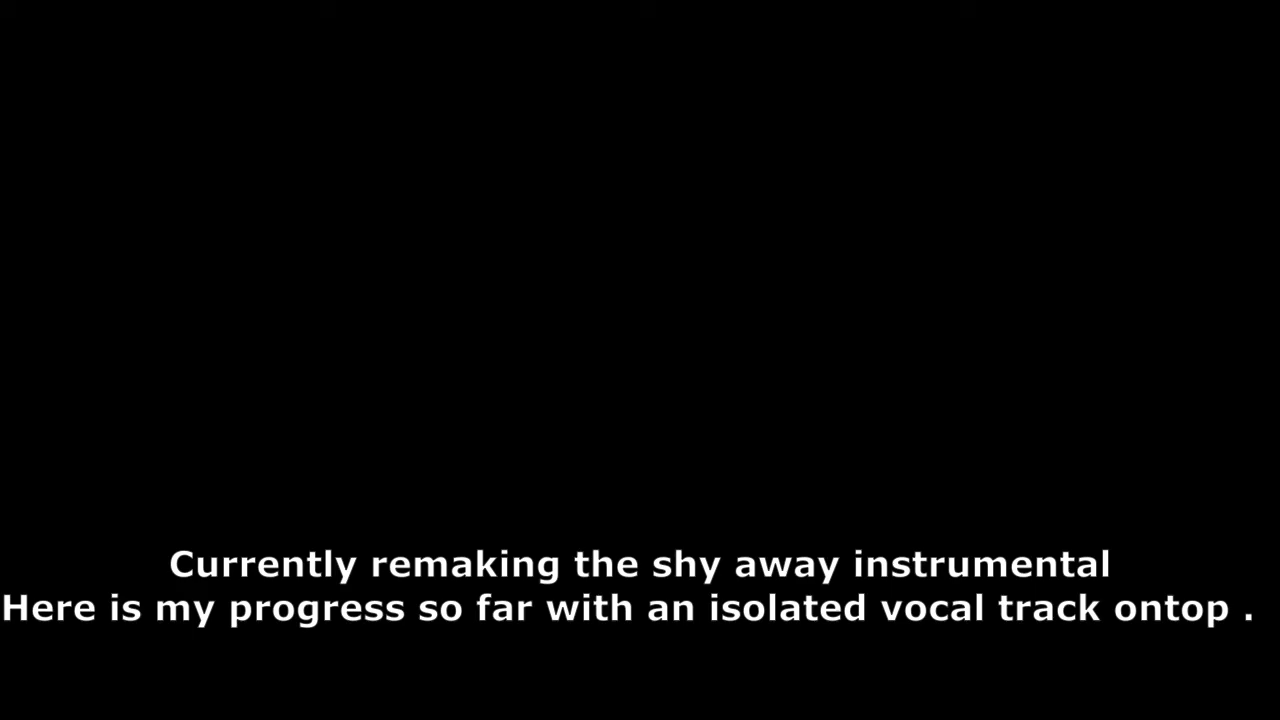 Currently remaking the shy away instrumental
Here is my progress so far with an isolated vocal track ontop .